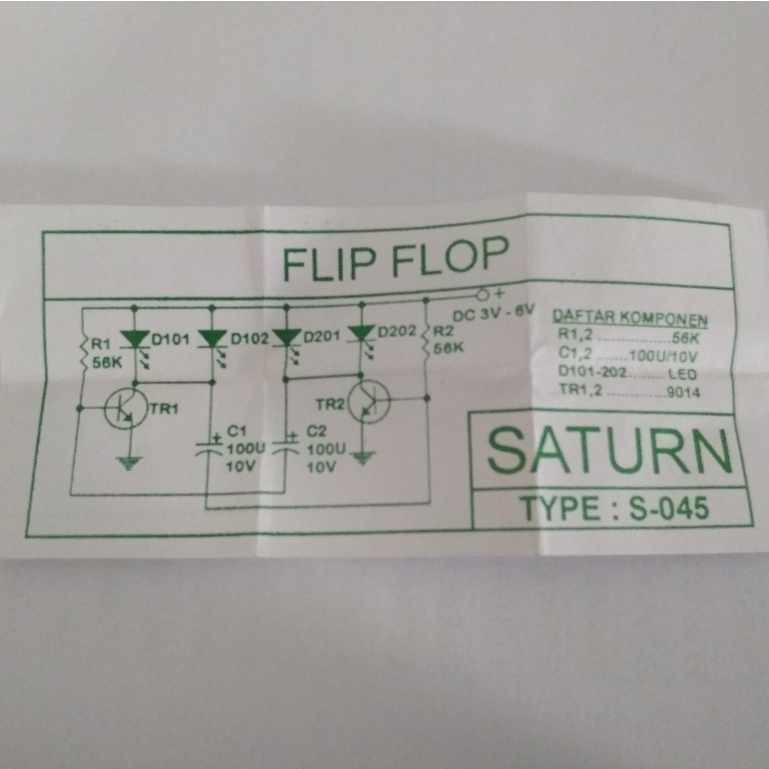 FLIP FLOP
+
DC 3V - 6V
R1
56K
D101
D102
D201
D202
R2
56K
TR1
TR2
+
C1
100U
10V
+
C2
100U
10V
DAFTAR KOMPONEN
R1,2 ..............56K
C1,2 .......100U/10V
D101-202........LED
TR1,2 .............9014
SATURN
TYPE : S-045